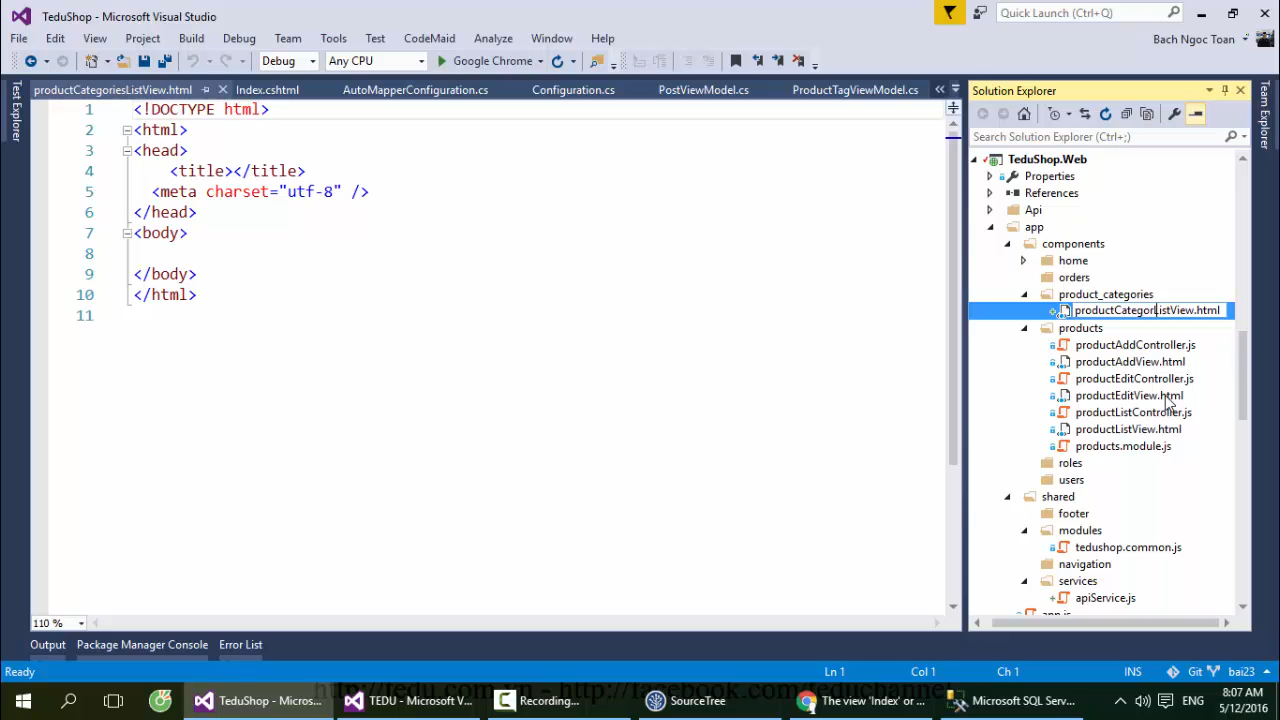 TeduShop - Microsoft Visual Studio
Quick Launch (Ctrl+Q)
File Edit View Project Build Debug Team Tools Test CodeMaid Analyze Window Help
Bach Ngoc Toan
Debug Any CPU Google Chrome
productCategoriesListView.html Index.cshtml AutoMapperConfiguration.cs Configuration.cs PostViewModel.cs ProductTagViewModel.cs
Test Explorer
1 <!DOCTYPE html>
2 <html>
3 <head>
4 <title></title>
5 <meta charset="utf-8" />
6 </head>
7 <body>
8
9 </body>
10 </html>
11
110 %
Solution Explorer
Search Solution Explorer (Ctrl+;)
Team Explorer
TeduShop.Web
Properties
References
Api
app
components
home
orders
product_categories
productCategorListView.html
products
productAddController.js
productAddView.html
productEditController.js
productEditView.html
productListController.js
productListView.html
products.module.js
roles
users
shared
footer
modules
tedushop.common.js
navigation
services
apiService.js
Output Package Manager Console Error List
Ready Ln 1 Col 1 Ch 1 INS Git bai23
TeduShop - Micros... TEDU - Microsoft V... Recording... SourceTree The view 'Index' or ... Microsoft SQL Serv... ENG
8:07 AM
5/12/2016